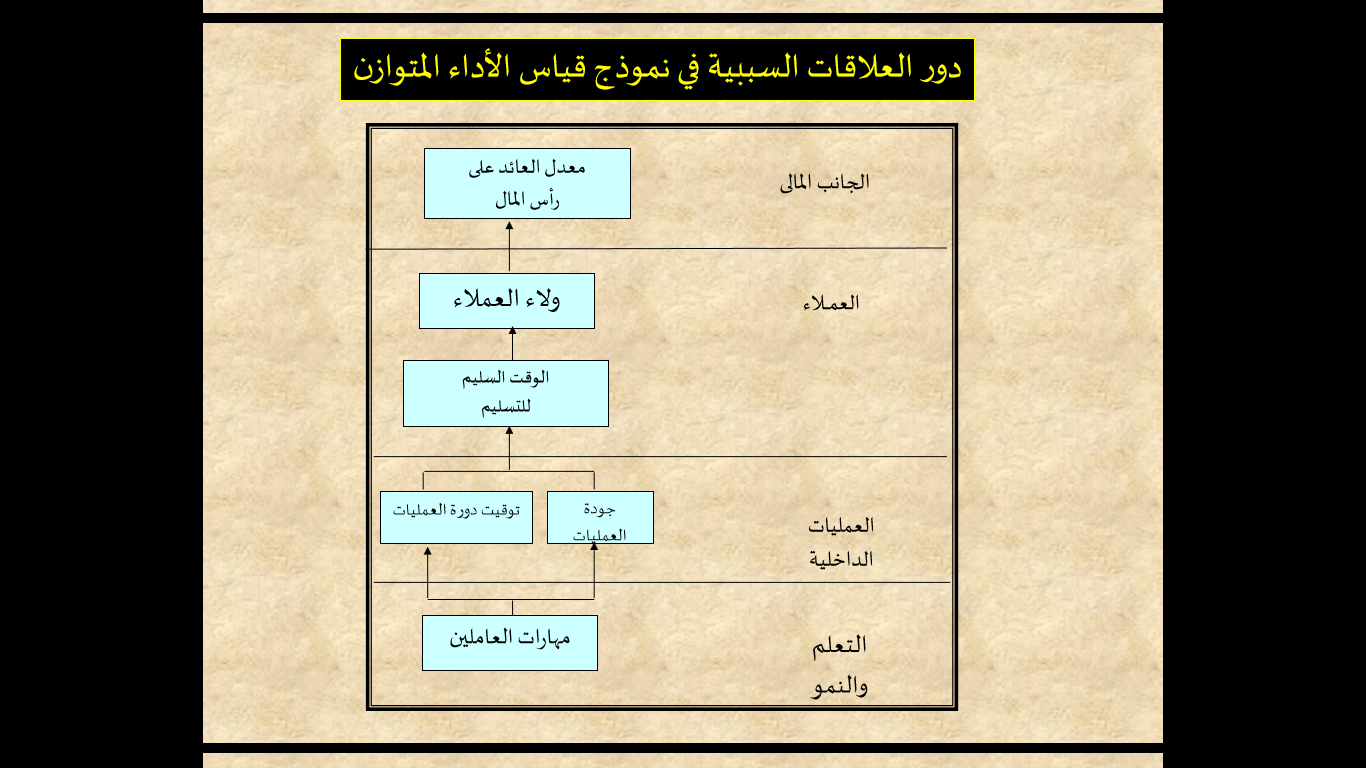 دور العلاقات السببية في نموذج قياس الأداء المتوازن
الجانب المالى
معدل العائد على
رأس المال
العملاء
ولاء العملاء
الوقت السليم
للتسليم
العمليات
الداخلية
جودة
العمليات
توقيت دورة العمليات
التعلم
والنمو
مهارات العاملين